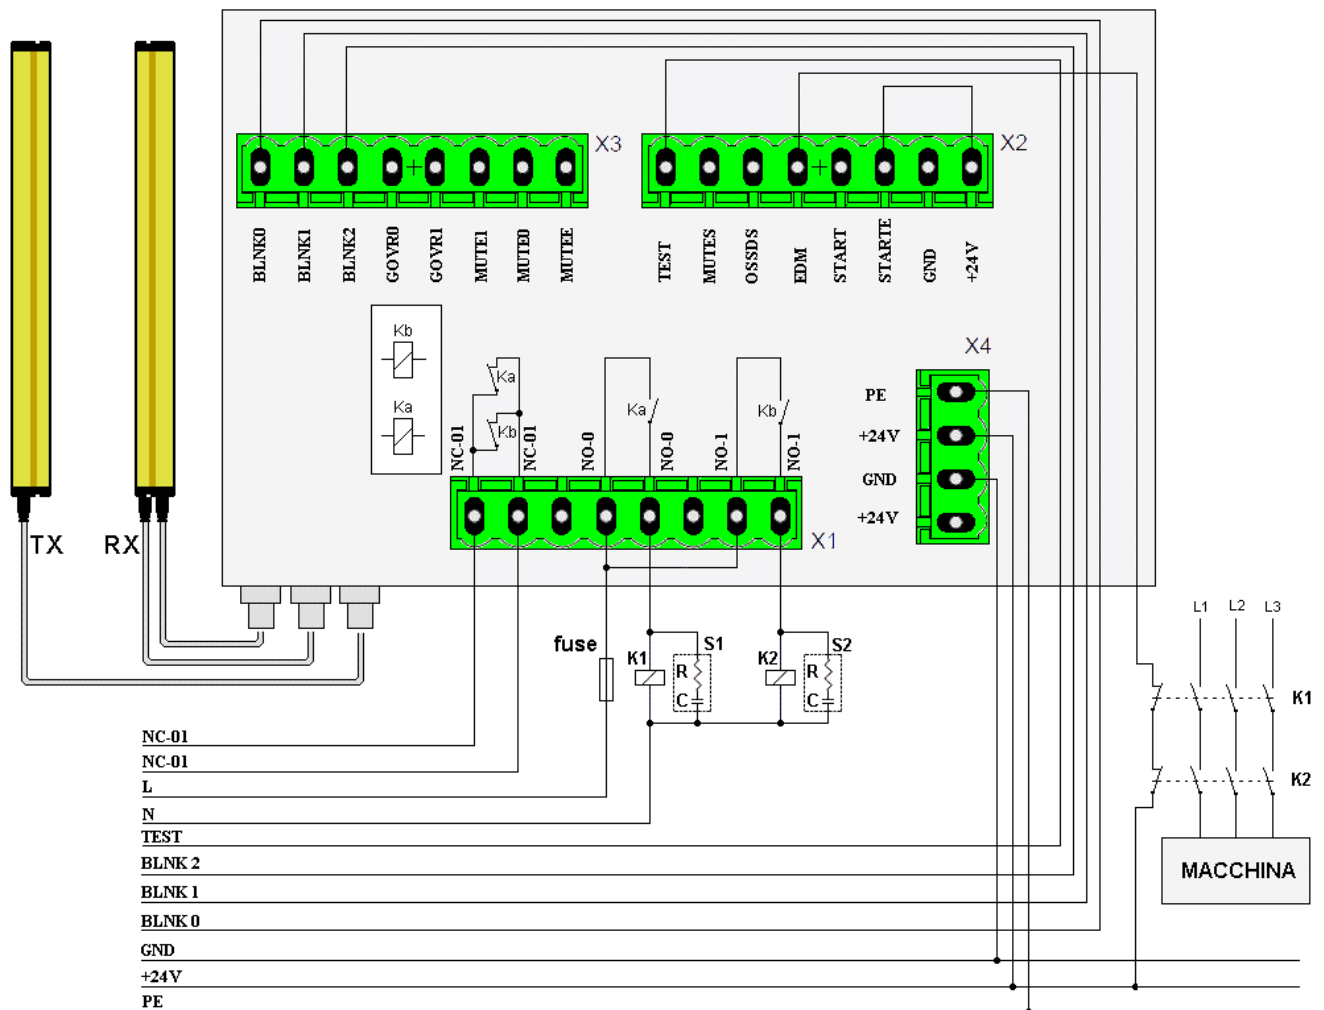 X3
X2
BLNK0
BLNK1
BLNK2
GOVR0
GOVR1
MUTE1
MUTE0
MUTEE
TEST
MUTES
OSSDS
EDM
START
STARTE
GND
+24V
Kb
Ka
Ka
Kb
Ka
Kb
NC-01
NC-01
NO-0
NO-0
NO-1
NO-1
X1
X4
PE
+24V
GND
+24V
TX
RX
fuse
K1
S1
R
C
K2
S2
R
C
L1
L2
L3
K1
K2
MACCHINA
NC-01
NC-01
L
N
TEST
BLNK 2
BLNK 1
BLNK 0
GND
+24V
PE